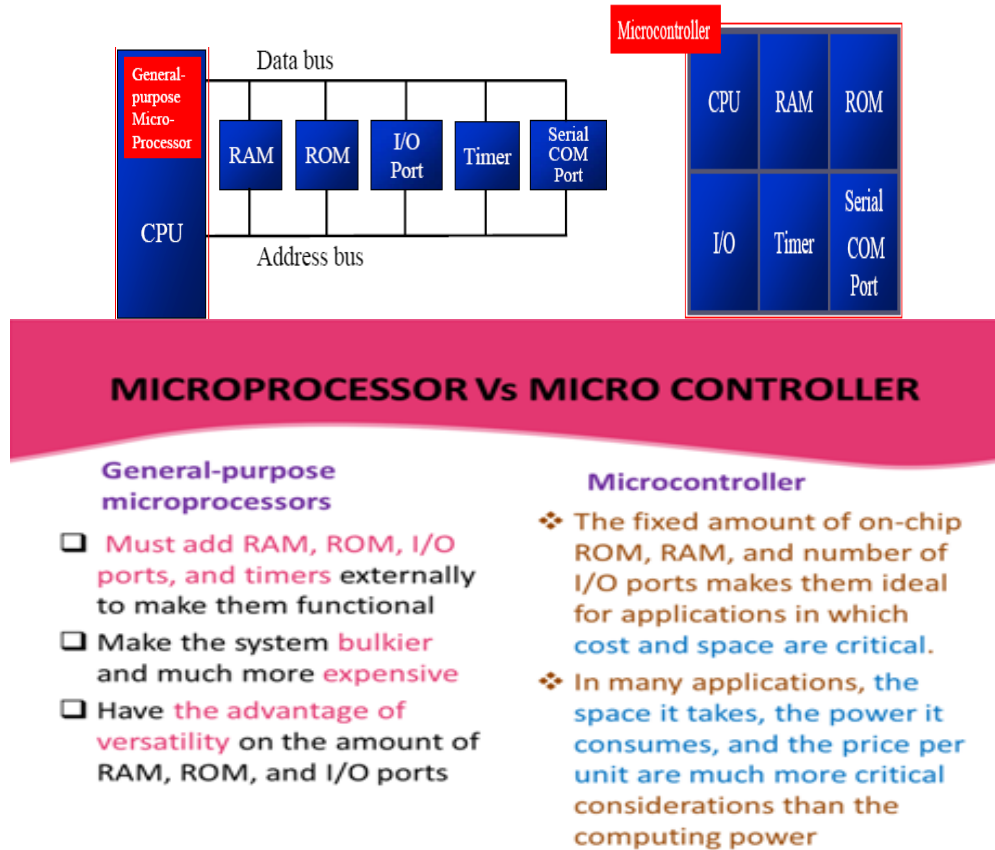 Data bus
General-
purpose
Micro-
Processor
CPU
RAM
ROM
I/O
Port
Timer
Serial
COM
Port
Address bus
Microcontroller
CPU
RAM
ROM
I/O
Timer
Serial
COM
Port
MICROPROCESSOR Vs MICRO CONTROLLER
General-purpose
microprocessors
Must add RAM, ROM, I/O
ports, and timers externally
to make them functional
Make the system bulkier
and much more expensive
Have the advantage of
versatility on the amount of
RAM, ROM, and I/O ports
Microcontroller
The fixed amount of on-chip
ROM, RAM, and number of
I/O ports makes them ideal
for applications in which
cost and space are critical.
In many applications, the
space it takes, the power it
consumes, and the price per
unit are much more critical
considerations than the
computing power